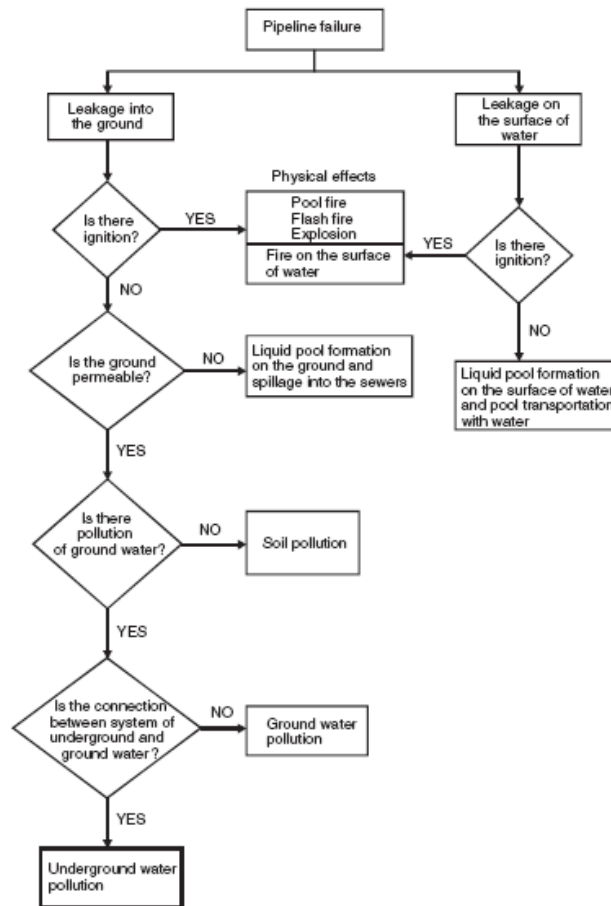 Pipeline failure
Leakage into
the ground
Leakage on
the surface of
water
Physical effects
Pool fire
Flash fire
Explosion
Fire on the surface
of water
Is there
ignition?
YES
YES
Is there
ignition?
NO
NO
Is the ground
permeable?
NO
Liquid pool formation
on the ground and
spillage into the sewers
Liquid pool formation
on the surface of water
and pool transportation
with water
YES
Is there
pollution
of ground water?
NO
Soil pollution
YES
Is the connection
between system of
underground and
ground water?
NO
Ground water
pollution
YES
Underground water
pollution